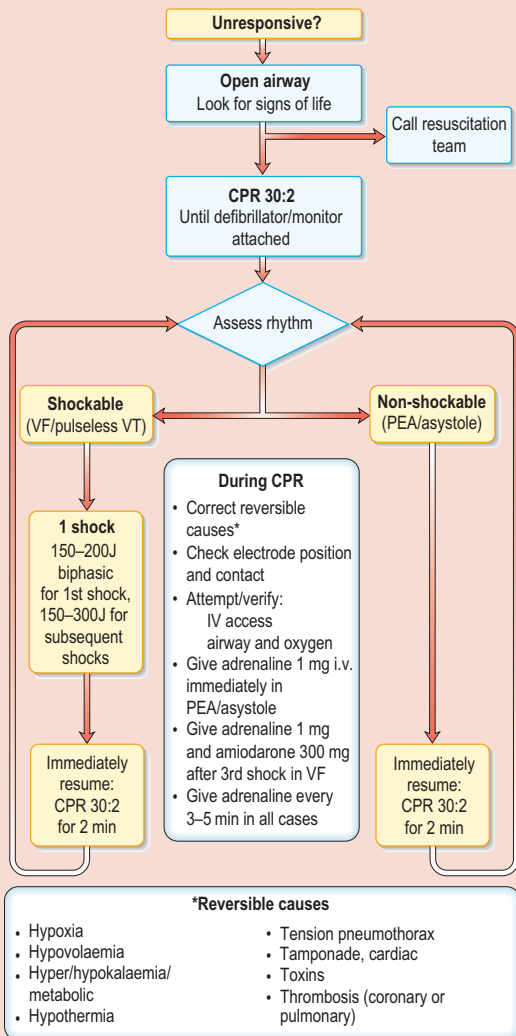 Unresponsive?
Open airway
Look for signs of life
Call resuscitation
team
CPR 30:2
Until defibrillator/monitor
attached
Assess rhythm
Shockable
(VF/pulseless VT)
Non-shockable
(PEA/asystole)
1 shock
150–200J
biphasic
for 1st shock,
150–300J for
subsequent
shocks
Immediately
resume:
CPR 30:2
for 2 min
During CPR
• Correct reversible
causes*
• Check electrode position
and contact
• Attempt/verify:
IV access
airway and oxygen
• Give adrenaline 1 mg i.v.
immediately in
PEA/asystole
• Give adrenaline 1 mg
and amiodarone 300 mg
after 3rd shock in VF
• Give adrenaline every
3–5 min in all cases
Immediately
resume:
CPR 30:2
for 2 min
*Reversible causes
• Hypoxia
• Hypovolaemia
• Hyper/hypokalaemia/
metabolic
• Hypothermia
• Tension pneumothorax
• Tamponade, cardiac
• Toxins
• Thrombosis (coronary or
pulmonary)